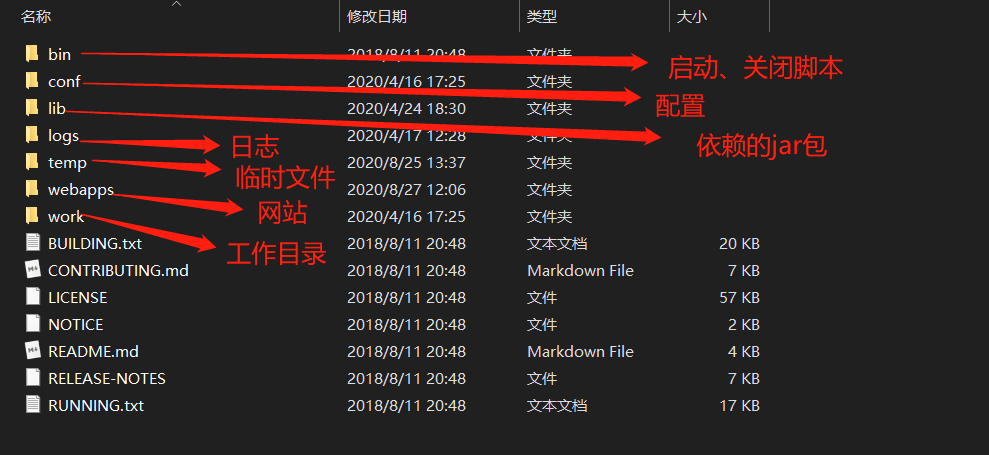 名称 修改日期 类型 大小
bin 2018/8/11 20:48 文件夹 启动、关闭脚本
conf 2020/4/16 17:25 文件夹 配置
lib 2020/4/24 18:30 文件夹 依赖的jar包
logs 2020/4/17 12:28 文件夹 日志
temp 2020/8/25 13:37 文件夹 临时文件
webapps 2020/8/27 12:06 文件夹 网站
work 2020/4/16 17:25 文件夹 工作目录
BUILDING.txt 2018/8/11 20:48 文本文档 20 KB
CONTRIBUTING.md 2018/8/11 20:48 Markdown File 7 KB
LICENSE 2018/8/11 20:48 文件 57 KB
NOTICE 2018/8/11 20:48 文件 2 KB
README.md 2018/8/11 20:48 Markdown File 4 KB
RELEASE-NOTES 2018/8/11 20:48 文件 7 KB
RUNNING.txt 2018/8/11 20:48 文本文档 17 KB